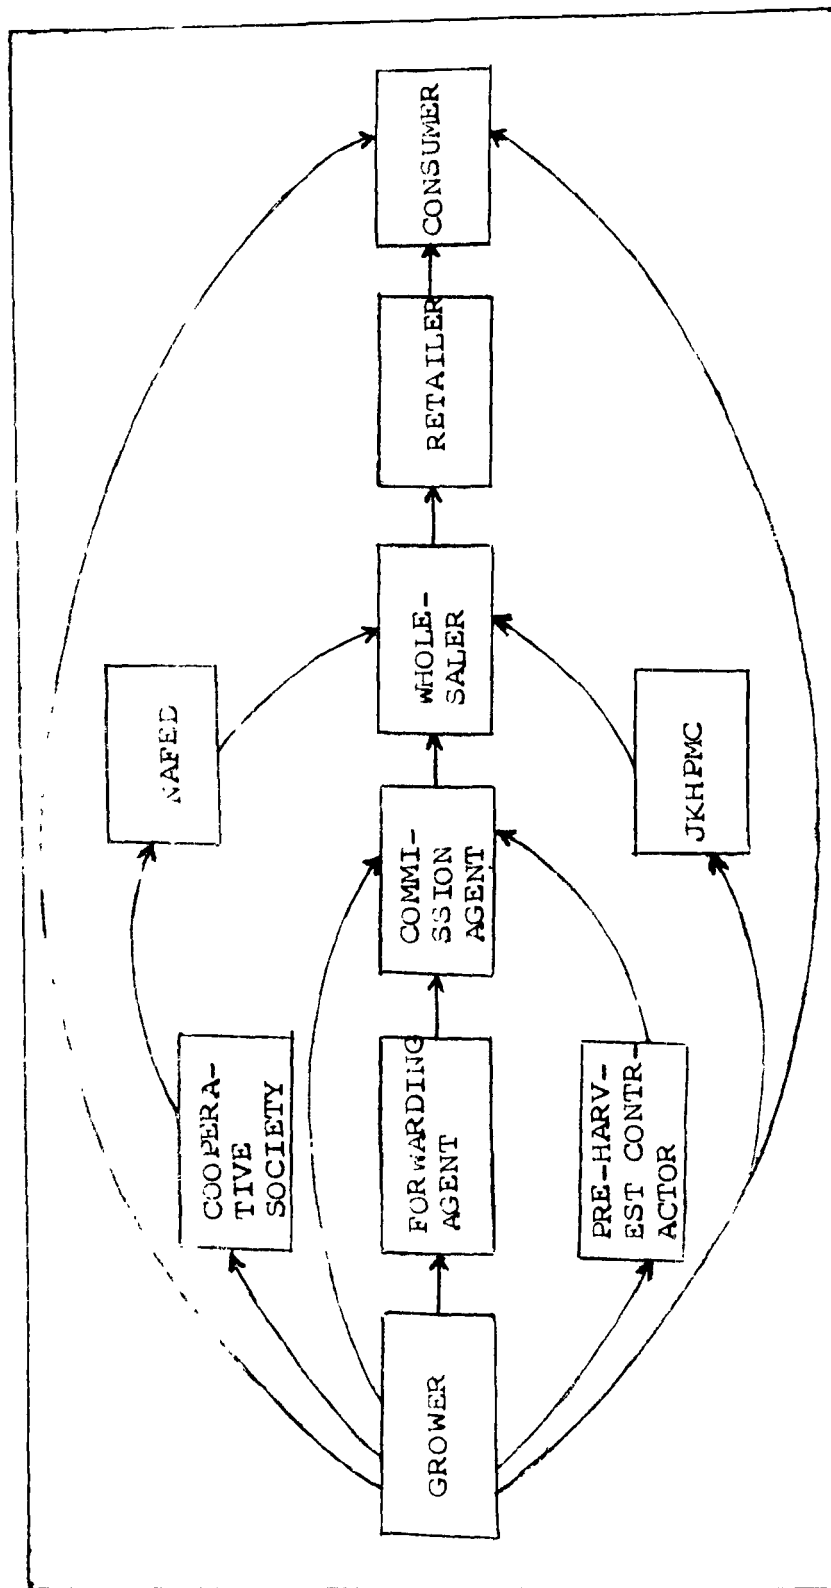 GROWER
COOPERA-
TIVE
SOCIETY
FORWARDING
AGENT
PRE-HARV-
EST CONTR-
ACTOR
COMMI-
SSION
AGENT
NAFED
JKHPMC
WHOLE-
SALER
RETAILER
CONSUMER